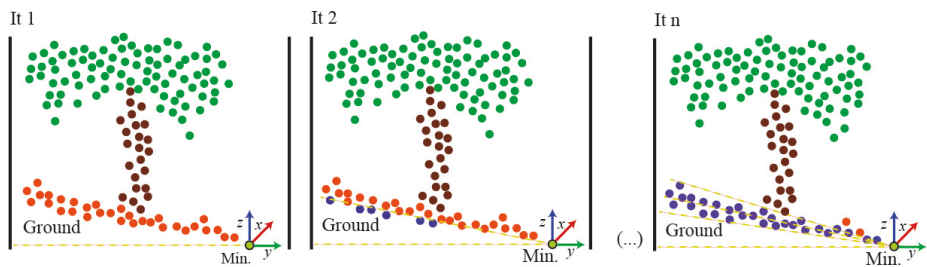 It 1
It 2
It n
Ground
z
x
y
Min.
Ground
z
x
y
Min.
(...)
Ground
z
x
y
Min.